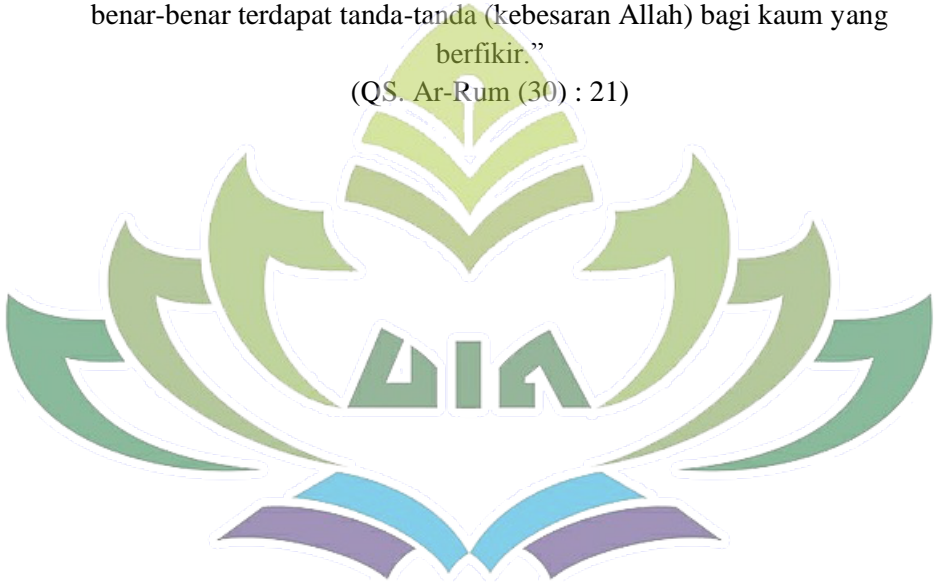 benar-benar terdapat tanda-tanda (kebesaran Allah) bagi kaum yang
berfikir.”
(QS. Ar-Rum (30) : 21)